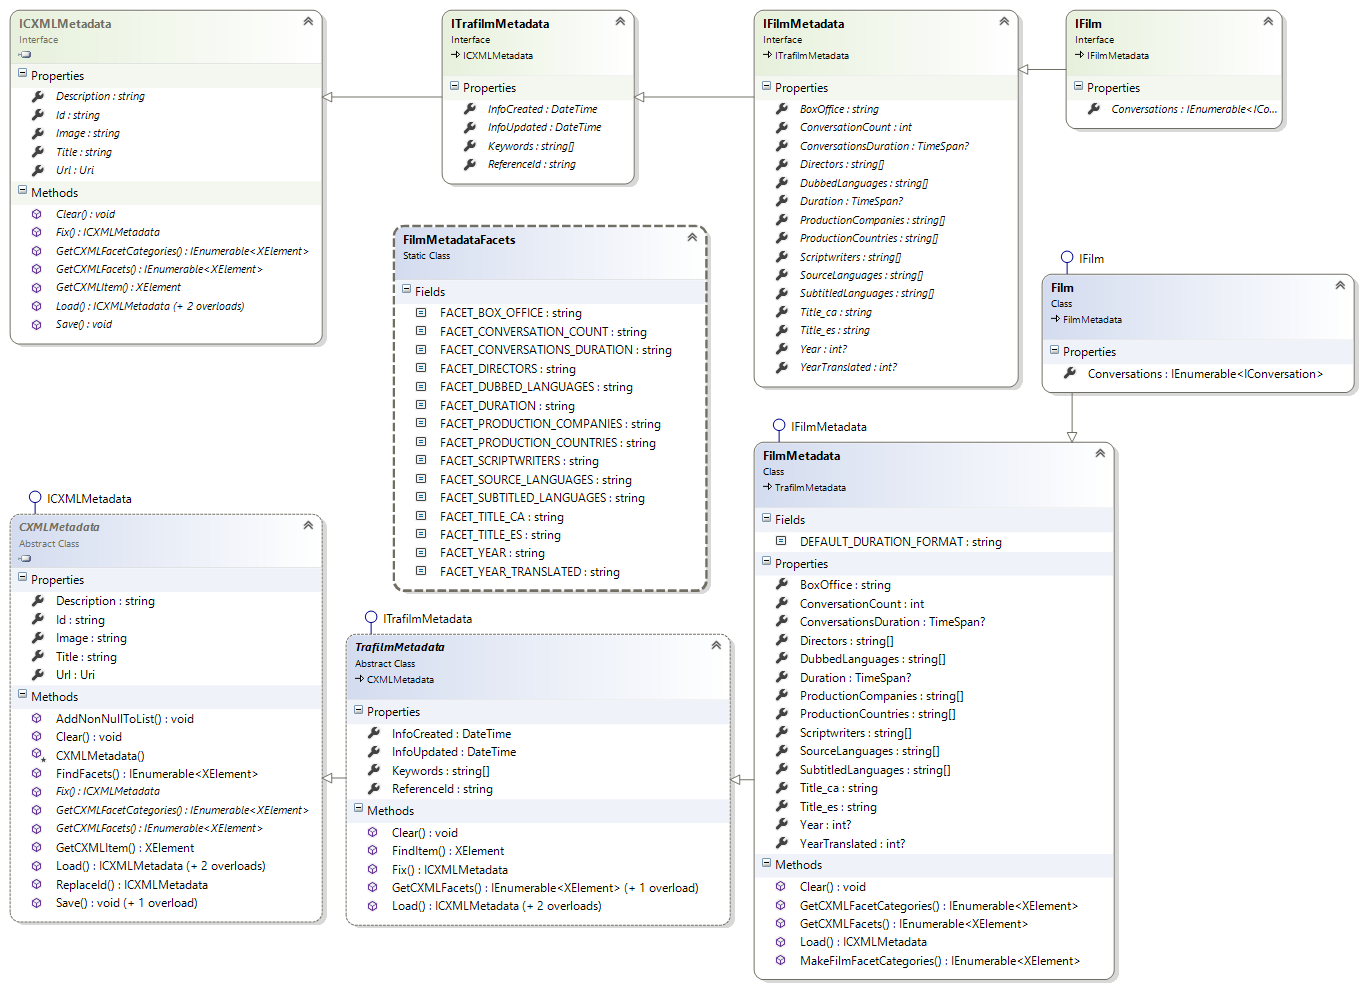 ICXMLMetadata
Interface
Properties
Description : string
Id : string
Image : string
Title : string
Url : Uri
Methods
Clear() : void
Fix() : ICXMLMetadata
GetCXMLFacetCategories() : IEnumerable<XElement>
GetCXMLFacets() : IEnumerable<XElement>
GetCXMLItem() : XElement
Load() : ICXMLMetadata (+ 2 overloads)
Save() : void
ITrafilmMetadata
Interface
ICXMLMetadata
Properties
InfoCreated : DateTime
InfoUpdated : DateTime
Keywords : string[]
ReferenceId : string
IFilmMetadata
Interface
ITrafilmMetadata
Properties
BoxOffice : string
ConversationCount : int
ConversationsDuration : TimeSpan?
Directors : string[]
DubbedLanguages : string[]
Duration : TimeSpan?
ProductionCompanies : string[]
ProductionCountries : string[]
Scriptwriters : string[]
SourceLanguages : string[]
SubtitledLanguages : string[]
Title_ca : string
Title_es : string
Year : int?
YearTranslated : int?
IFilm
Interface
IFilmMetadata
Properties
Conversations : IEnumerable<ICo...
FilmMetadataFacets
Static Class
Fields
FACET_BOX_OFFICE : string
FACET_CONVERSATION_COUNT : string
FACET_CONVERSATIONS_DURATION : string
FACET_DIRECTORS : string
FACET_DUBBED_LANGUAGES : string
FACET_DURATION : string
FACET_PRODUCTION_COMPANIES : string
FACET_PRODUCTION_COUNTRIES : string
FACET_SCRIPTWRITERS : string
FACET_SOURCE_LANGUAGES : string
FACET_SUBTITLED_LANGUAGES : string
FACET_TITLE_CA : string
FACET_TITLE_ES : string
FACET_YEAR : string
FACET_YEAR_TRANSLATED : string
IFilm
Film
Class
FilmMetadata
Properties
Conversations : IEnumerable<IConversation>
ICXMLMetadata
CXMLMetadata
Abstract Class
Properties
Description : string
Id : string
Image : string
Title : string
Url : Uri
Methods
AddNonNullToList() : void
Clear() : void
CXMLMetadata()
FindFacets() : IEnumerable<XElement>
Fix() : ICXMLMetadata
GetCXMLFacetCategories() : IEnumerable<XElement>
GetCXMLFacets() : IEnumerable<XElement>
GetCXMLItem() : XElement
Load() : ICXMLMetadata (+ 2 overloads)
ReplaceId() : ICXMLMetadata
Save() : void (+ 1 overload)
ITrafilmMetadata
TrafilmMetadata
Abstract Class
CXMLMetadata
Properties
InfoCreated : DateTime
InfoUpdated : DateTime
Keywords : string[]
ReferenceId : string
Methods
Clear() : void
FindItem() : XElement
Fix() : ICXMLMetadata
GetCXMLFacets() : IEnumerable<XElement> (+ 1 overload)
Load() : ICXMLMetadata (+ 2 overloads)
IFilmMetadata
FilmMetadata
Class
TrafilmMetadata
Fields
DEFAULT_DURATION_FORMAT : string
Properties
BoxOffice : string
ConversationCount : int
ConversationsDuration : TimeSpan?
Directors : string[]
DubbedLanguages : string[]
Duration : TimeSpan?
ProductionCompanies : string[]
ProductionCountries : string[]
Scriptwriters : string[]
SourceLanguages : string[]
SubtitledLanguages : string[]
Title_ca : string
Title_es : string
Year : int?
YearTranslated : int?
Methods
Clear() : void
GetCXMLFacetCategories() : IEnumerable<XElement>
GetCXMLFacets() : IEnumerable<XElement>
Load() : ICXMLMetadata
MakeFilmFacetCategories() : IEnumerable<XElement>